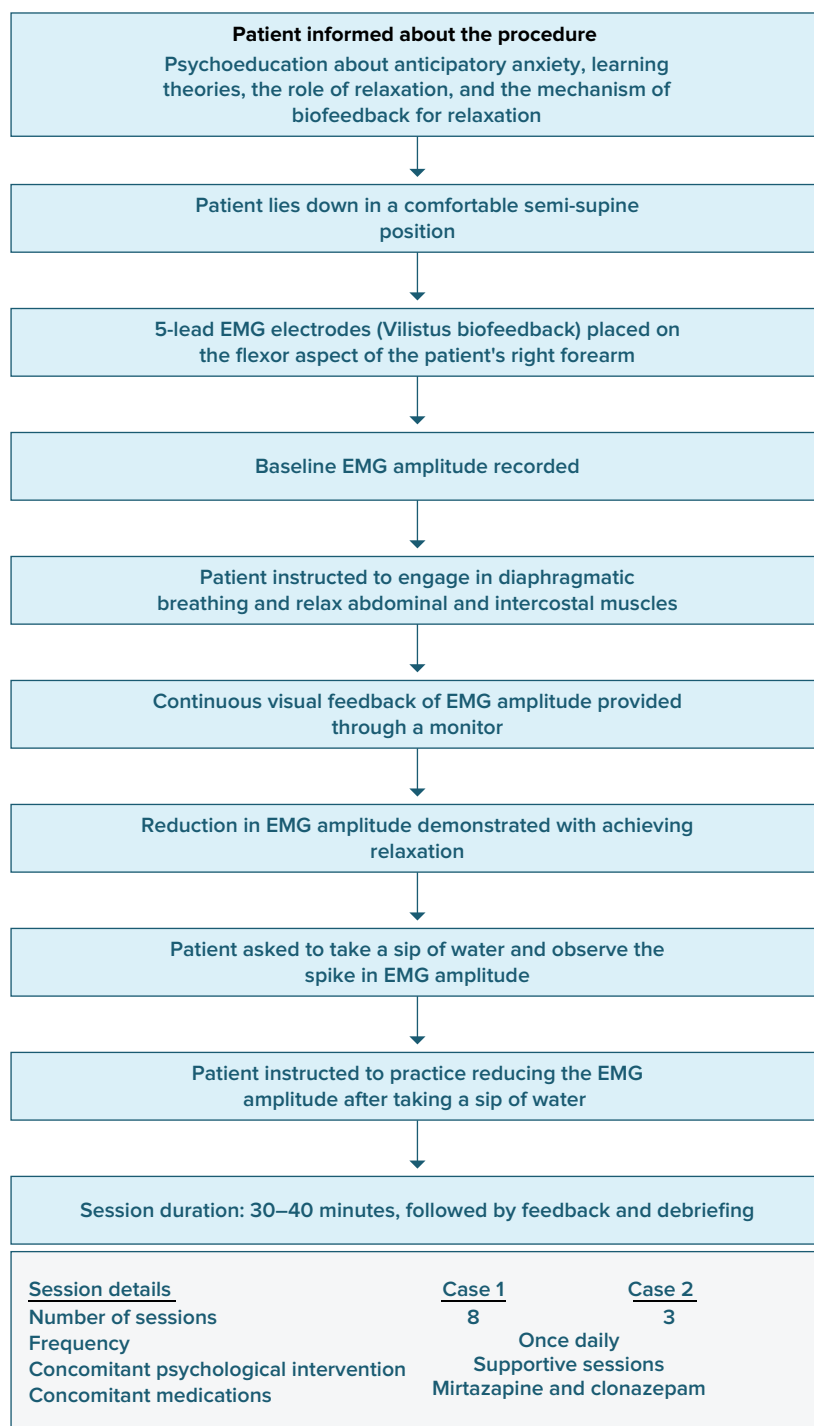 Patient informed about the procedure
Psychoeducation about anticipatory anxiety, learning
theories, the role of relaxation, and the mechanism of
biofeedback for relaxation
Patient lies down in a comfortable semi-supine
position
5-lead EMG electrodes (Vilistus biofeedback) placed on
the flexor aspect of the patient's right forearm
Baseline EMG amplitude recorded
Patient instructed to engage in diaphragmatic
breathing and relax abdominal and intercostal muscles
Continuous visual feedback of EMG amplitude provided
through a monitor
Reduction in EMG amplitude demonstrated with achieving
relaxation
Patient asked to take a sip of water and observe the
spike in EMG amplitude
Patient instructed to practice reducing the EMG
amplitude after taking a sip of water
Session duration: 30–40 minutes, followed by feedback and debriefing
Session details Case 1 Case 2
Number of sessions 8 3
Frequency Once daily
Concomitant psychological intervention Supportive sessions
Concomitant medications Mirtazapine and clonazepam